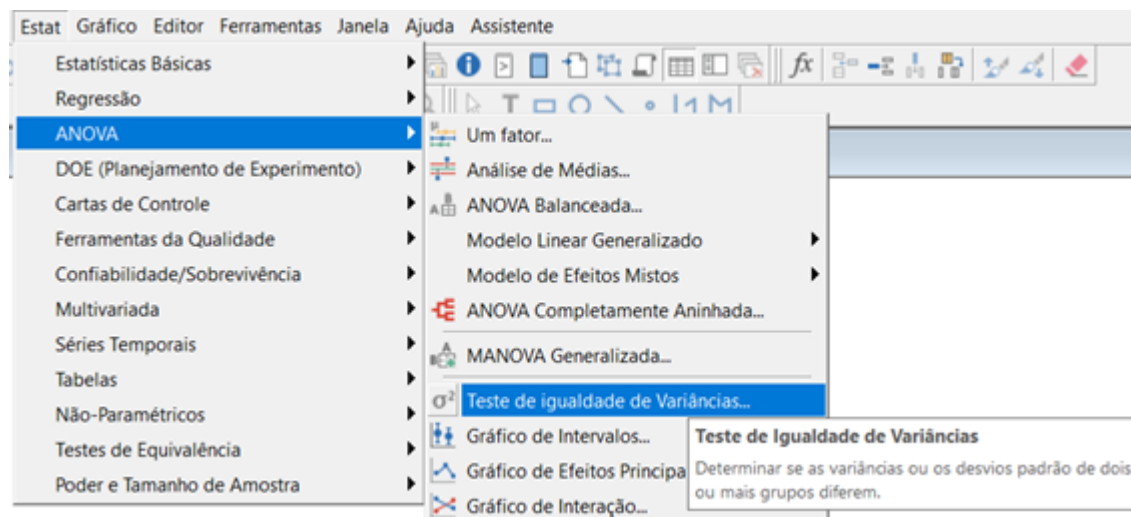 Estat Gráfico Editor Ferramentas Janela Ajuda Assistente
Estatísticas Básicas
Regressão
ANOVA
DOE (Planejamento de Experimento)
Cartas de Controle
Ferramentas da Qualidade
Confiabilidade/Sobrevivência
Multivariada
Séries Temporais
Tabelas
Não-Paramétricos
Testes de Equivalência
Poder e Tamanho de Amostra
Um fator...
Análise de Médias...
ANOVA Balanceada...
Modelo Linear Generalizado
Modelo de Efeitos Mistos
ANOVA Completamente Aninhada...
MANOVA Generalizada...
σ² Teste de igualdade de Variâncias...
Gráfico de Intervalos...
Gráfico de Efeitos Principa
Gráfico de Interação...
Teste de Igualdade de Variâncias
Determinar se as variâncias ou os desvios padrão de dois
ou mais grupos diferem.
fx
T